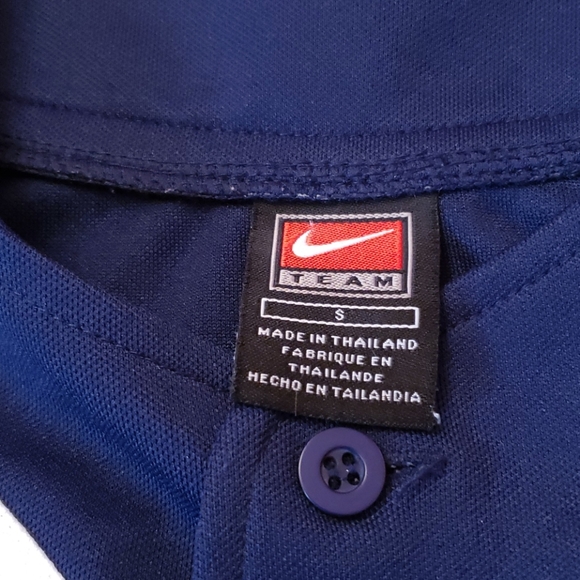 TEAM
S
MADE IN THAILAND
FABRIQUE EN
THAILANDE
HECHO EN TAILANDIA